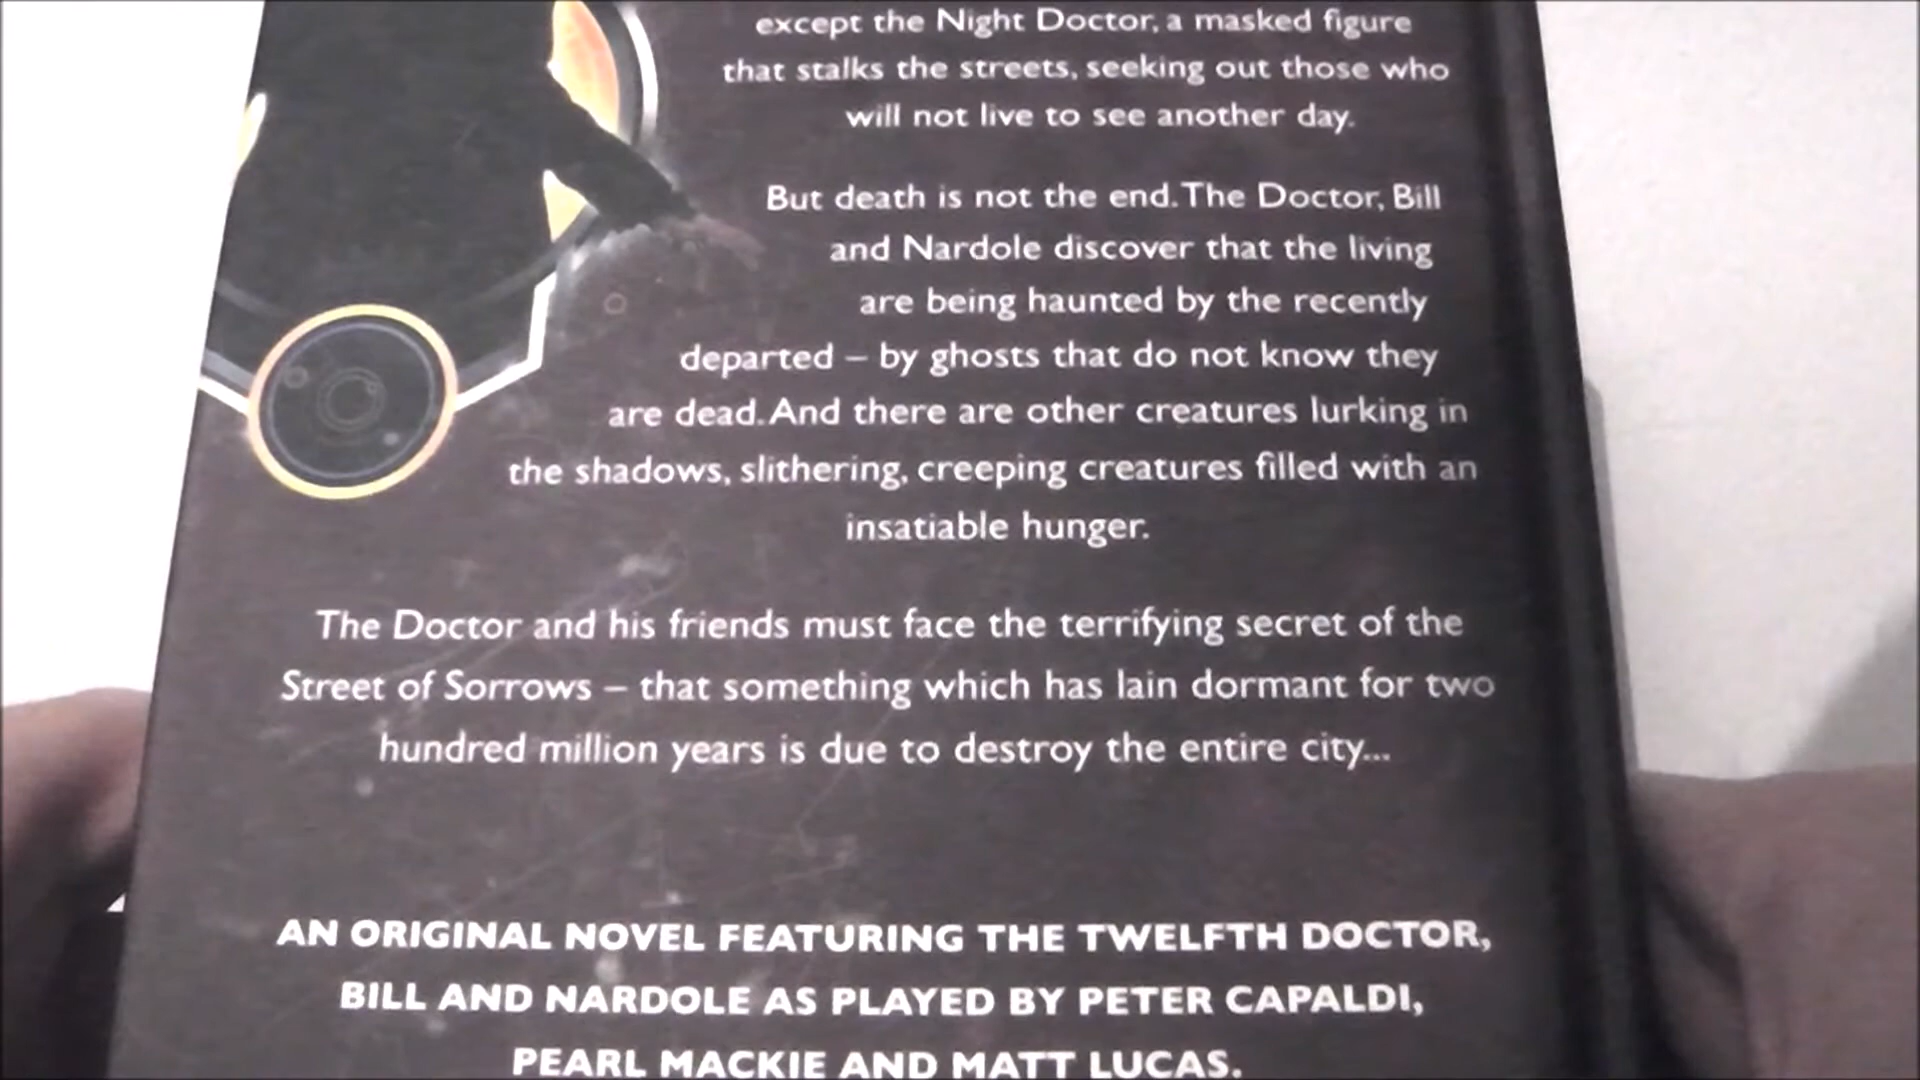 except the Night Doctor, a masked figure
that stalks the streets, seeking out those who
will not live to see another day.
But death is not the end. The Doctor, Bill
and Nardole discover that the living
are being haunted by the recently
departed – by ghosts that do not know they
are dead. And there are other creatures lurking in
the shadows, slithering, creeping creatures filled with an
insatiable hunger.
The Doctor and his friends must face the terrifying secret of the
Street of Sorrows – that something which has lain dormant for two
hundred million years is due to destroy the entire city...
AN ORIGINAL NOVEL FEATURING THE TWELFTH DOCTOR,
BILL AND NARDOLE AS PLAYED BY PETER CAPALDI,
PEARL MACKIE AND MATT LUCAS.